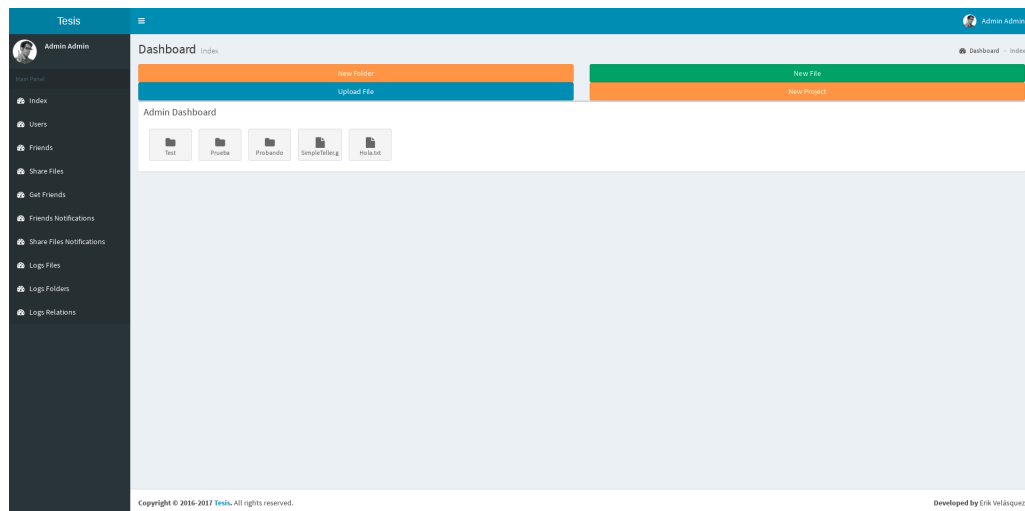 Tesis
Admin Admin
Admin Admin
Main Panel
Index
Users
Friends
Share Files
Get Friends
Friends Notifications
Share Files Notifications
Logs Files
Logs Folders
Logs Relations
Dashboard Index
Dashboard > Index
New Folder
New File
Upload File
New Project
Admin Dashboard
Test
Prueba
Probando
SimpleTeller.g
Hola.txt
Copyright © 2016-2017 Tesis. All rights reserved.
Developed by Erik Velásquez